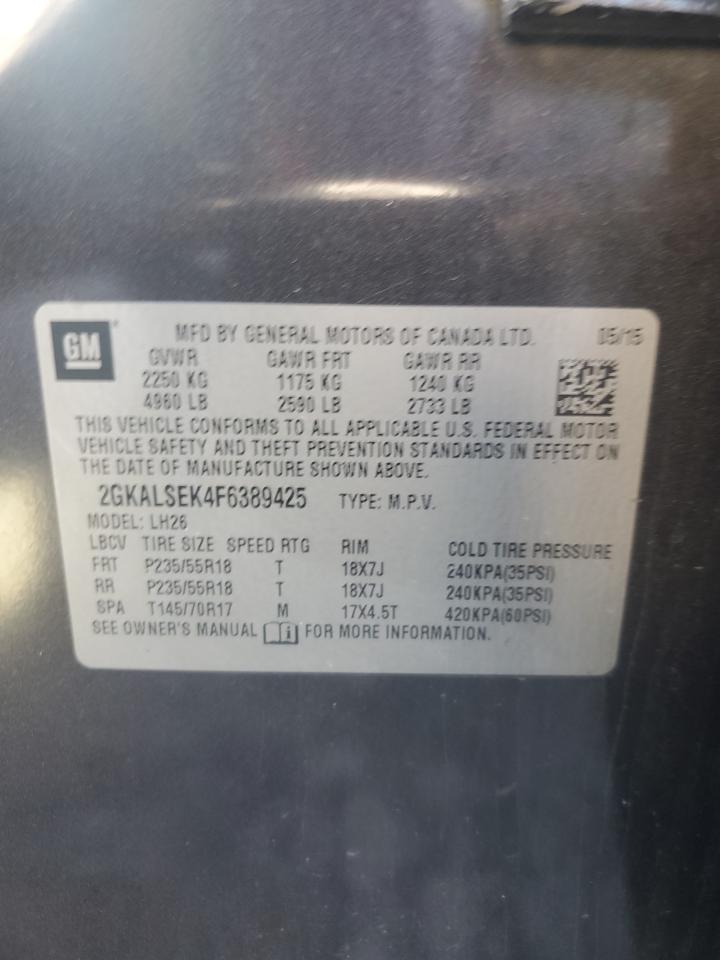 GM
MFD BY GENERAL MOTORS OF CANADA LTD. 05/15
GVWR GAWR FRT GAWR RR
2250 KG 1175 KG 1240 KG
4960 LB 2590 LB 2733 LB
THIS VEHICLE CONFORMS TO ALL APPLICABLE U.S. FEDERAL MOTOR
VEHICLE SAFETY AND THEFT PREVENTION STANDARDS IN EFFECT ON
THE DATE OF MANUFACTURE SHOWN ABOVE.
2GKALSEK4F6389425 TYPE: M.P.V.
MODEL: LH26
LBCV TIRE SIZE SPEED RTG RIM COLD TIRE PRESSURE
FRT P235/55R18 T 18X7J 240KPA(35PSI)
RR P235/55R18 T 18X7J 240KPA(35PSI)
SPA T145/70R17 M 17X4.5T 420KPA(60PSI)
SEE OWNER'S MANUAL FOR MORE INFORMATION.